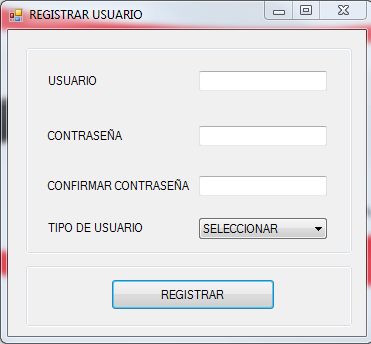 REGISTRAR USUARIO
USUARIO
CONTRASEÑA
CONFIRMAR CONTRASEÑA
TIPO DE USUARIO
SELECCIONAR
REGISTRAR